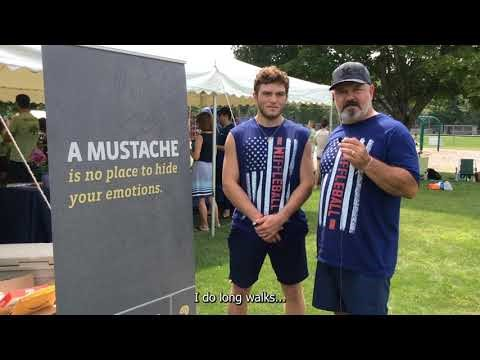 A MUSTACHE
is no place to hide
your emotions.
WIFFLEBALL
WIFFLEBALL
I do long walks...